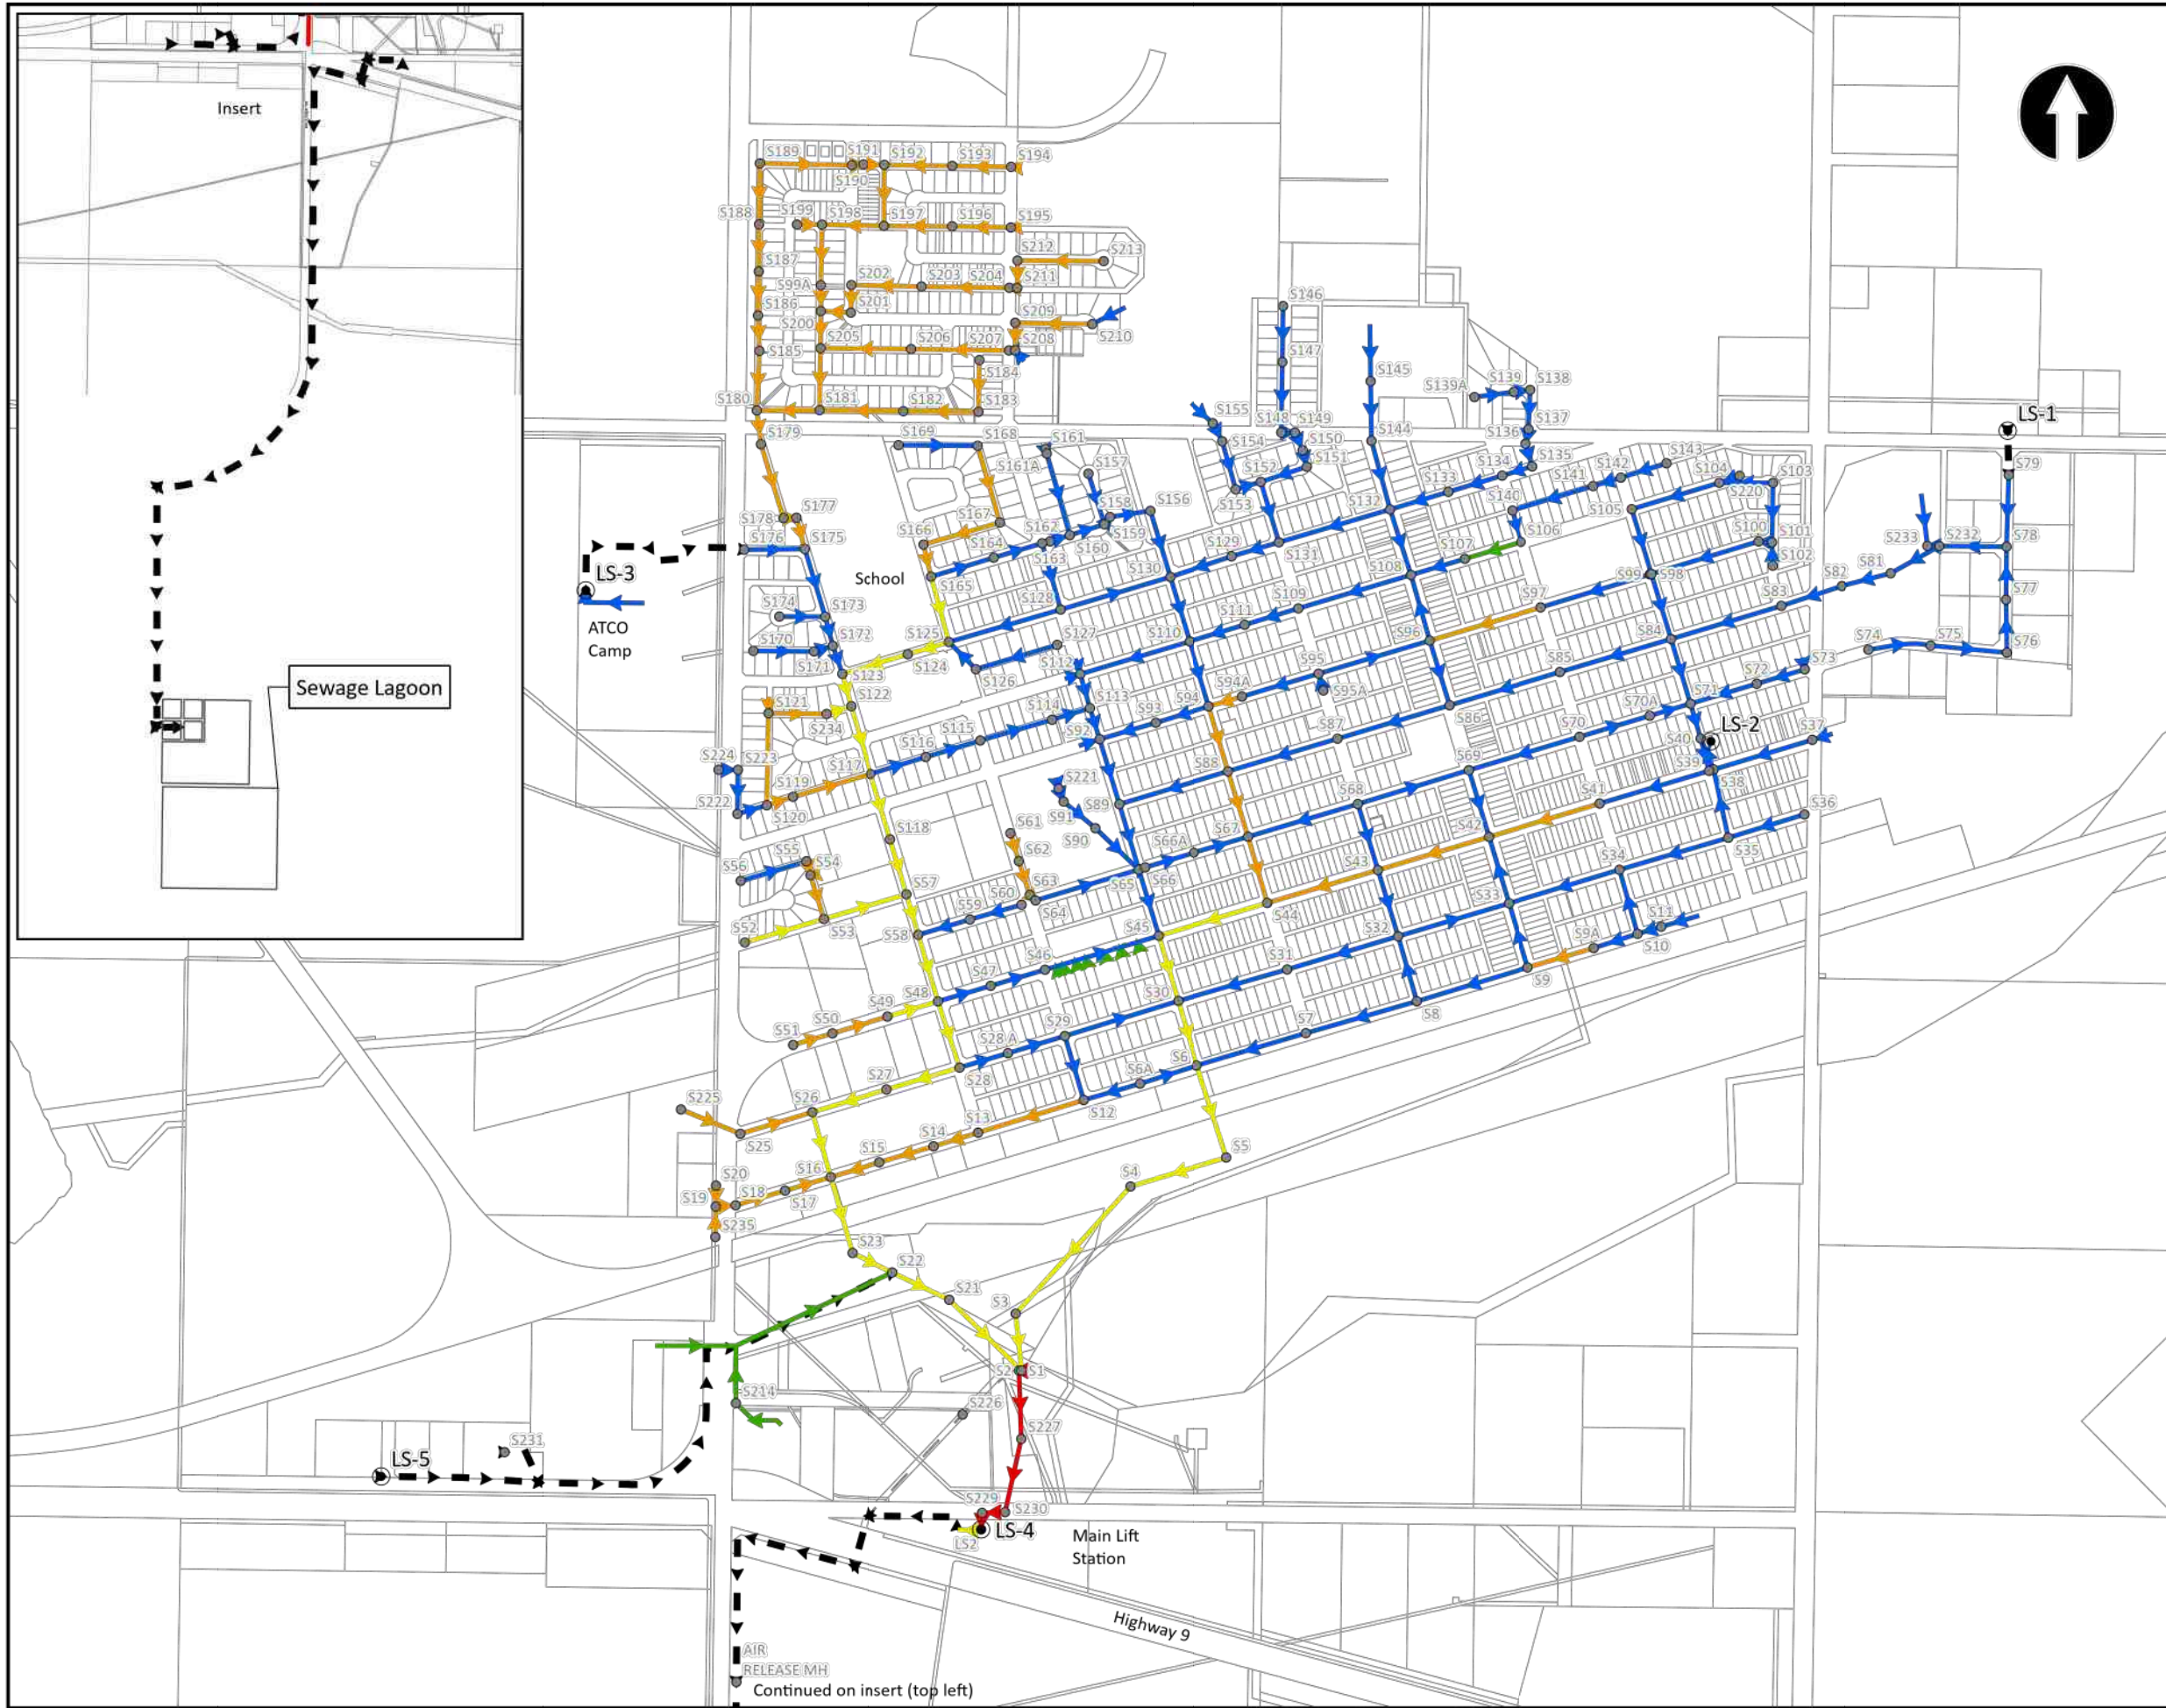 Insert
Sewage Lagoon
S189
S191
S192
S193
S194
S190
S188
S199
S198
S197
S196
S195
S212
S213
S187
S99A
S202
S203
S204
S211
S186
S201
S200
S209
S210
S205
S206
S207
S208
S185
S184
S180
S181
S182
S183
S146
S147
S145
S139A
S139
S138
S137
S136
S135
S155
S154
S148
S149
S150
S151
S152
S153
S144
LS-1
S79
S179
S169
S168
S161
S161A
S157
S158
S156
S159
S160
S162
S163
S167
S166
S164
S165
S178
S177
S176
S175
LS-3
ATCO
Camp
School
S132
S133
S134
S140
S141
S142
S143
S104
S103
S220
S105
S100
S101
S102
S106
S107
S108
S129
S131
S130
S128
S233
S232
S78
S77
S76
S75
S74
S81
S82
S83
S99
S98
S97
S96
S109
S111
S110
S174
S173
S172
S170
S171
S125
S124
S127
S126
S112
S123
S122
S121
S234
S84
S85
S86
S95
S95A
S94A
S94
S93
S92
S113
S114
S115
S116
S117
S73
S72
S71
S70A
S70
S69
LS-2
S40
S39
S38
S37
S36
S35
S34
S224
S223
S222
S119
S120
S118
S87
S88
S89
S221
S91
S90
S68
S67
S66A
S66
S65
S41
S42
S43
S44
S45
S61
S62
S63
S64
S60
S59
S58
S57
S56
S55
S54
S53
S52
S33
S32
S31
S30
S11
S10
S9A
S9
S8
S7
S6
S6A
S46
S47
S48
S49
S50
S51
S29
S28 A
S28
S27
S26
S25
S225
S12
S13
S14
S15
S16
S17
S18
S19
S20
S235
S5
S4
S3
S23
S22
S21
S2
S1
S214
S226
S227
S229
S230
LS2
LS-4
Main Lift
Station
LS-5
S231
Highway 9
AIR
RELEASE MH
Continued on insert (top left)